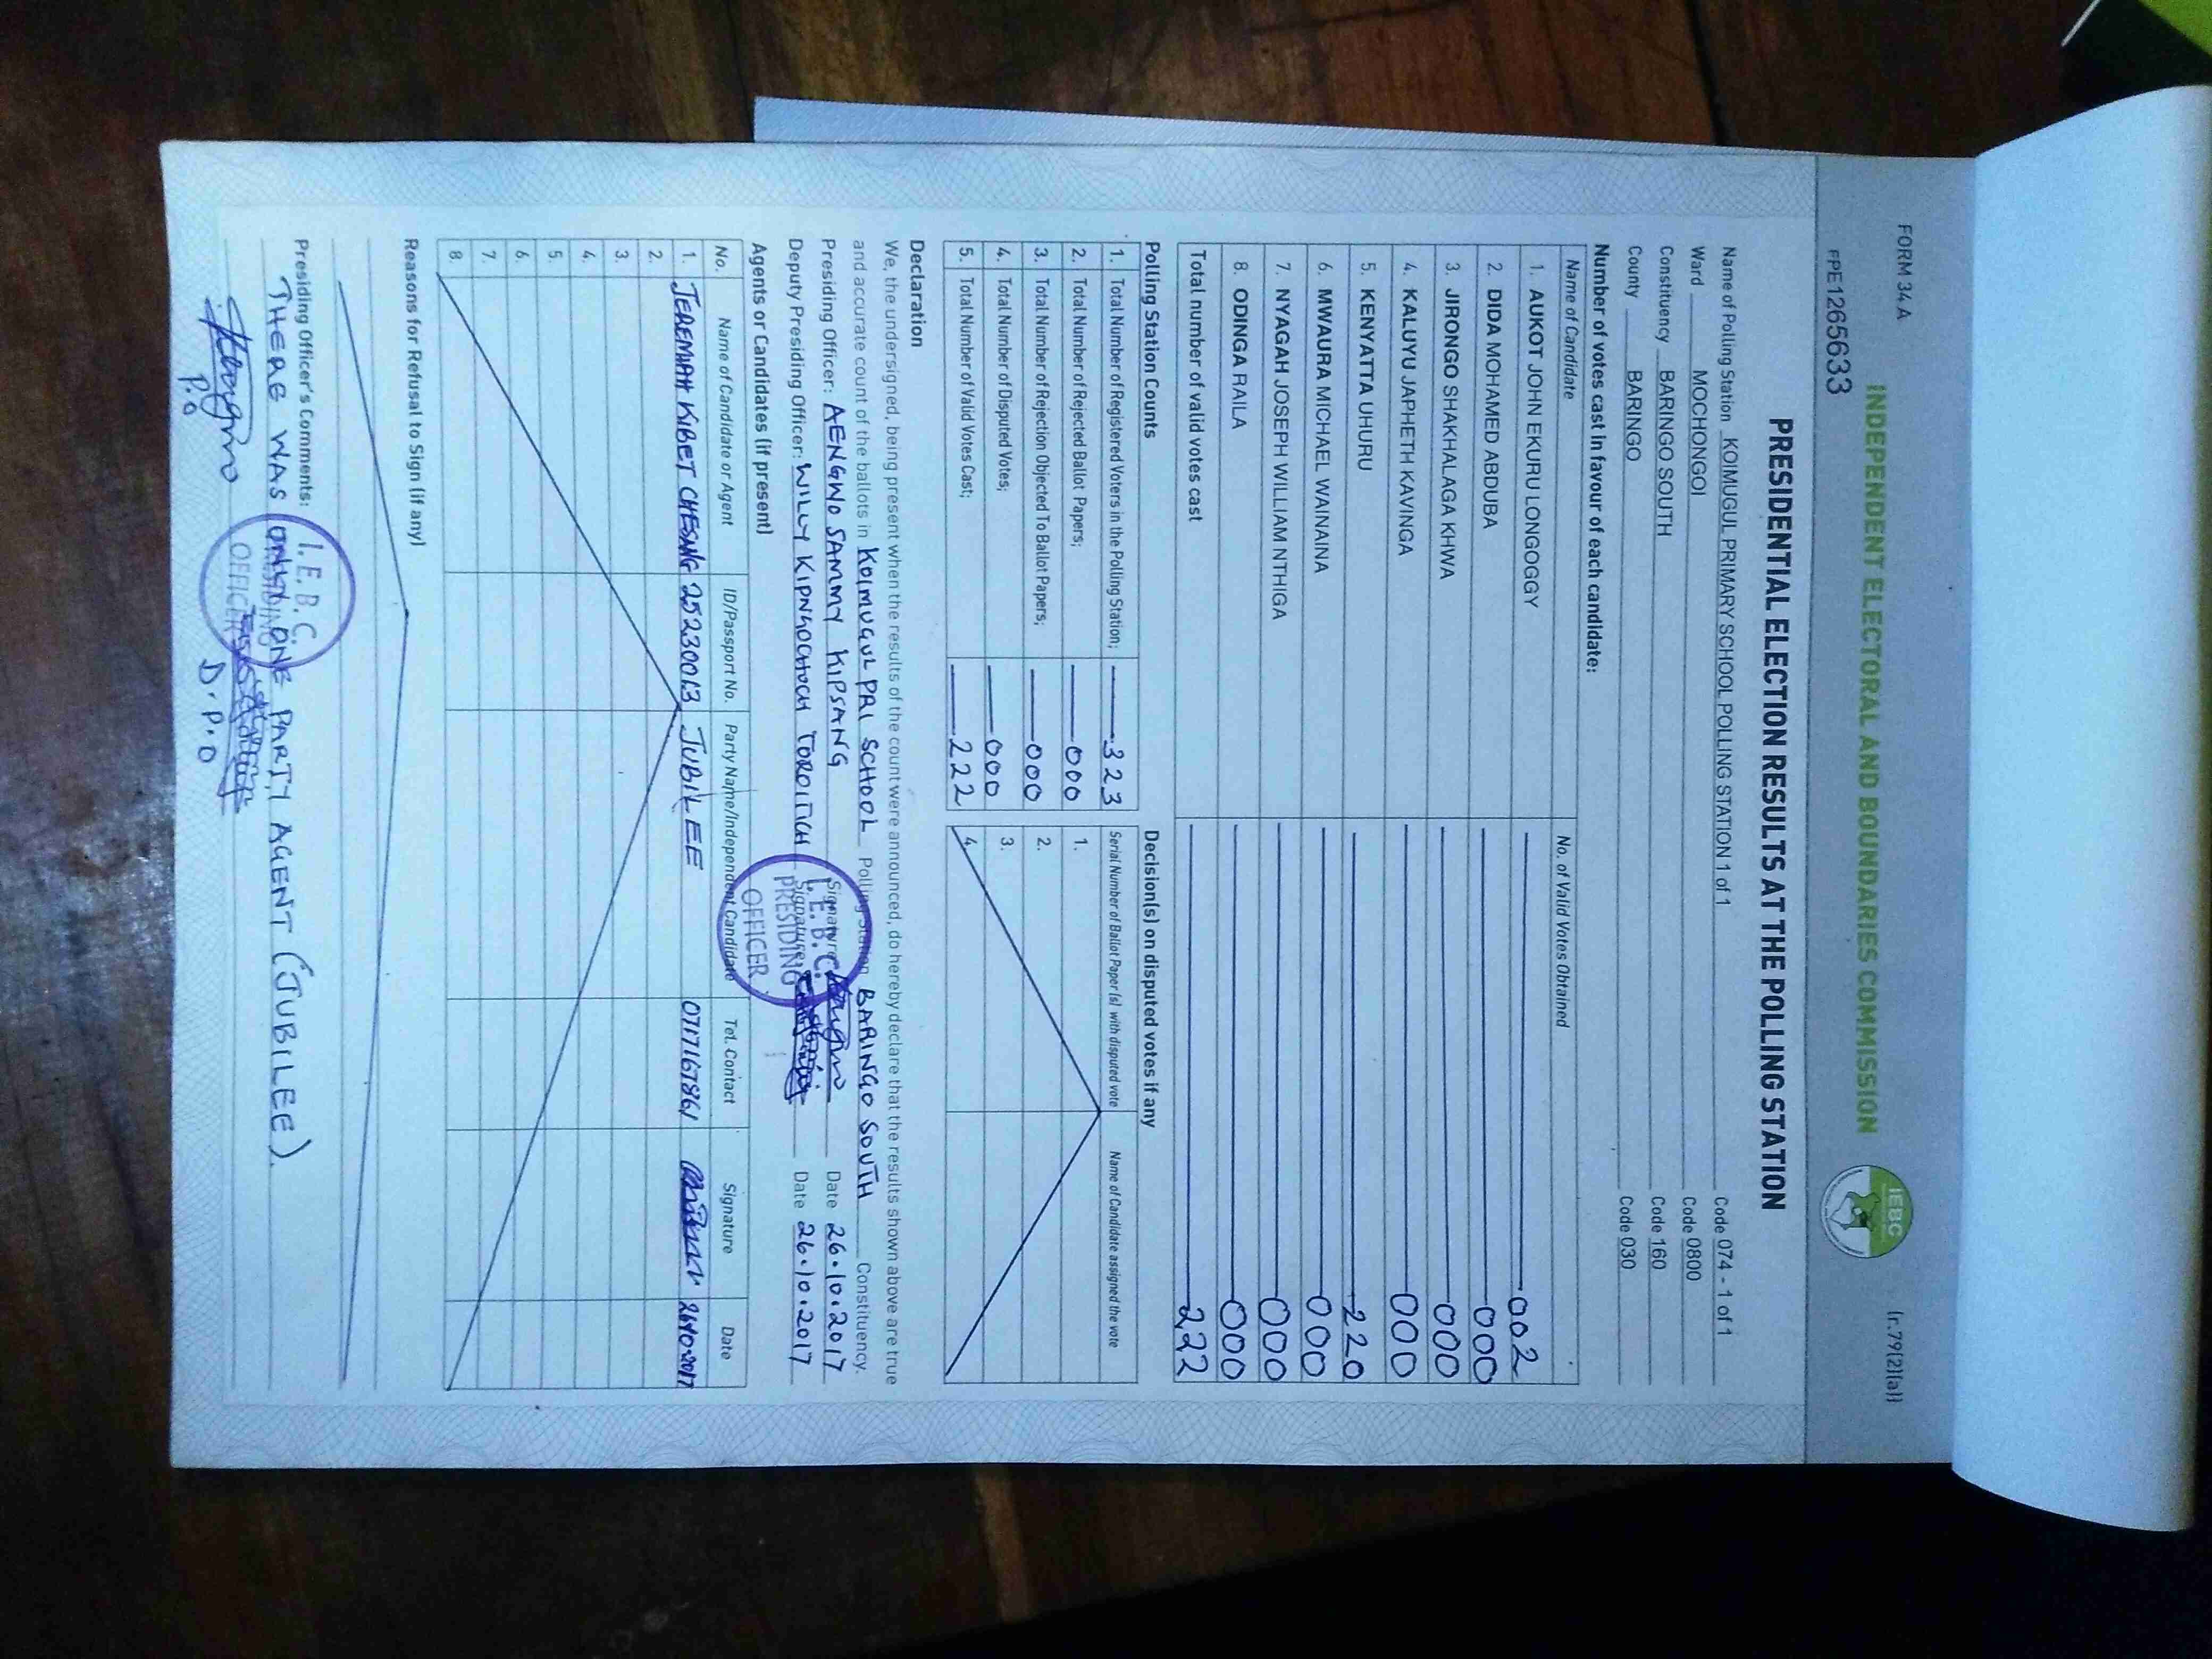 FORM 34 A
(r.79(2)(a))
INDEPENDENT ELECTORAL AND BOUNDARIES COMMISSION
IEBC
PRESIDENTIAL ELECTION RESULTS AT THE POLLING STATION
Name of Polling Station KOIMUGUL PRIMARY SCHOOL POLLING STATION 1 of 1 Code 074 - 1 of 1
Ward MOCHONGOI Code 0800
Constituency BARINGO SOUTH Code 160
County BARINGO Code 030
Number of votes cast in favour of each candidate:
Name of Candidate No. of Valid Votes Obtained
1. AUKOT JOHN EKURU LONGOGGY 002
2. DIDA MOHAMED ABDUBA 000
3. JIRONGO SHAKHALAGA KHWA 000
4. KALUYU JAPHETH KAVINGA 000
5. KENYATTA UHURU 220
6. MWAURA MICHAEL WAINAINA 000
7. NYAGAH JOSEPH WILLIAM NTHIGA 000
8. ODINGA RAILA 000
Total number of valid votes cast 222
Polling Station Counts
1. Total Number of Registered Voters in the Polling Station; 323
2. Total Number of Rejected Ballot Papers; 000
3. Total Number of Rejection Objected To Ballot Papers; 000
4. Total Number of Disputed Votes; 000
5. Total Number of Valid Votes Cast; 222
Decision(s) on disputed votes if any
Serial Number of Ballot Paper (s) with disputed vote Name of Candidate assigned the vote
1.
2.
3.
4.
Declaration
We, the undersigned, being present when the results of the count were announced, do hereby declare that the results shown above are true
and accurate count of the ballots in KOIMUGUL PRI SCHOOL Polling Station BARINGO SOUTH Constituency.
Presiding Officer: AENGWO SAMMY KIPSANG Signature: Date 26.10.2017
Deputy Presiding Officer: WILLY KIPNGOCHOCH TOROITICH Signature: Date 26.10.2017
I.E.B.C.
PRESIDING
OFFICER
Agents or Candidates (if present)
No. Name of Candidate or Agent ID/Passport No. Party Name/Independent Candidate Tel. Contact Signature Date
1. JEREMIAH KIBET 25230013 JUBILEE 0717167861 26.10.2017
2.
3.
4.
5.
6.
7.
8.
Reasons for Refusal to Sign (if any)
Presiding Officer's Comments:
THERE WAS ONLY ONE PARTY AGENT (JUBILEE).
I.E.B.C.
PRESIDING
OFFICER
P.O
D.P.O